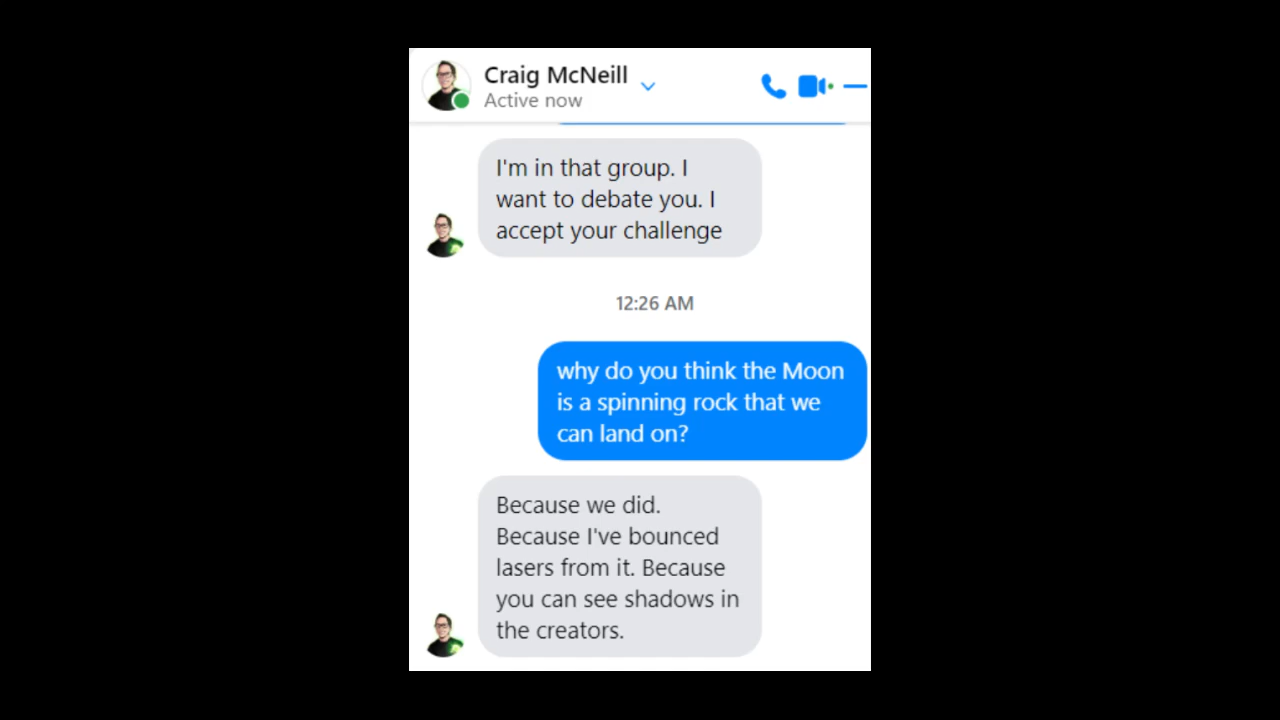 Craig McNeill
Active now
I'm in that group. I
want to debate you. I
accept your challenge
12:26 AM
why do you think the Moon
is a spinning rock that we
can land on?
Because we did.
Because I've bounced
lasers from it. Because
you can see shadows in
the creators.